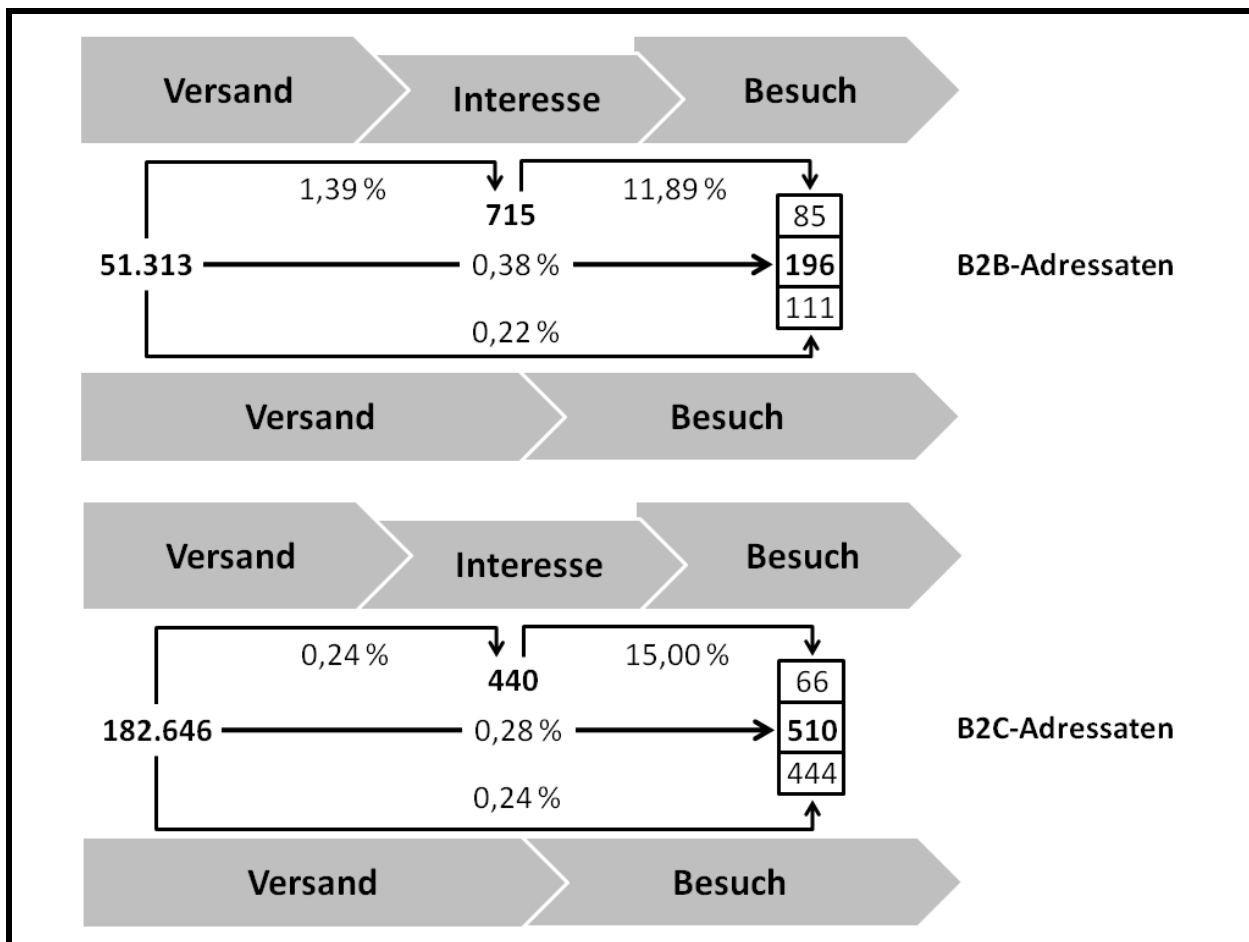 Versand
Interesse
Besuch
1,39 %
11,89 %
715
85
51.313
0,38 %
196
B2B-Adressaten
111
0,22 %
Versand
Besuch
Versand
Interesse
Besuch
0,24 %
15,00 %
440
66
182.646
0,28 %
510
B2C-Adressaten
444
0,24 %
Versand
Besuch